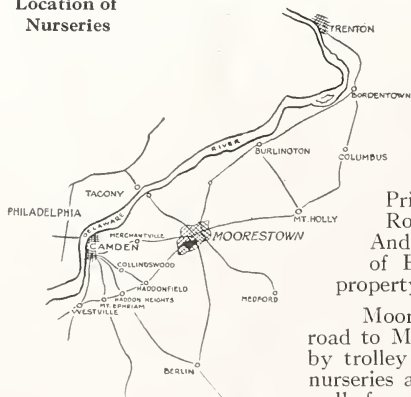 Location of
Nurseries
TRENTON
BORDENTOWN
RIVER
BURLINGTON
COLUMBUS
TACONY
MT. HOLLY
PHILADELPHIA
DELAWARE
MERCHANTVILLE
MOORESTOWN
CAMDEN
COLLINGSWOOD
HADDONFIELD
HADDON HEIGHTS
MEDFORD
MT. EPHRIAM
WESTVILLE
BERLIN
Pri
Ro
And
of E
property
Moor
road to M
by trolley
nurseries a